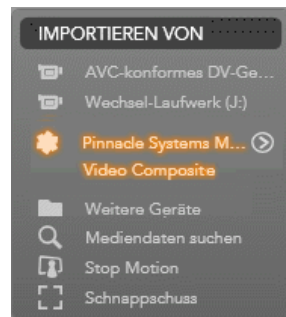 IMPORTIEREN VON
AVC-konformes DV-Ge...
Wechsel-Laufwerk (J:)
Pinnacle Systems M...
Video Composite
Weitere Geräte
Mediendaten suchen
Stop Motion
Schnappschuss